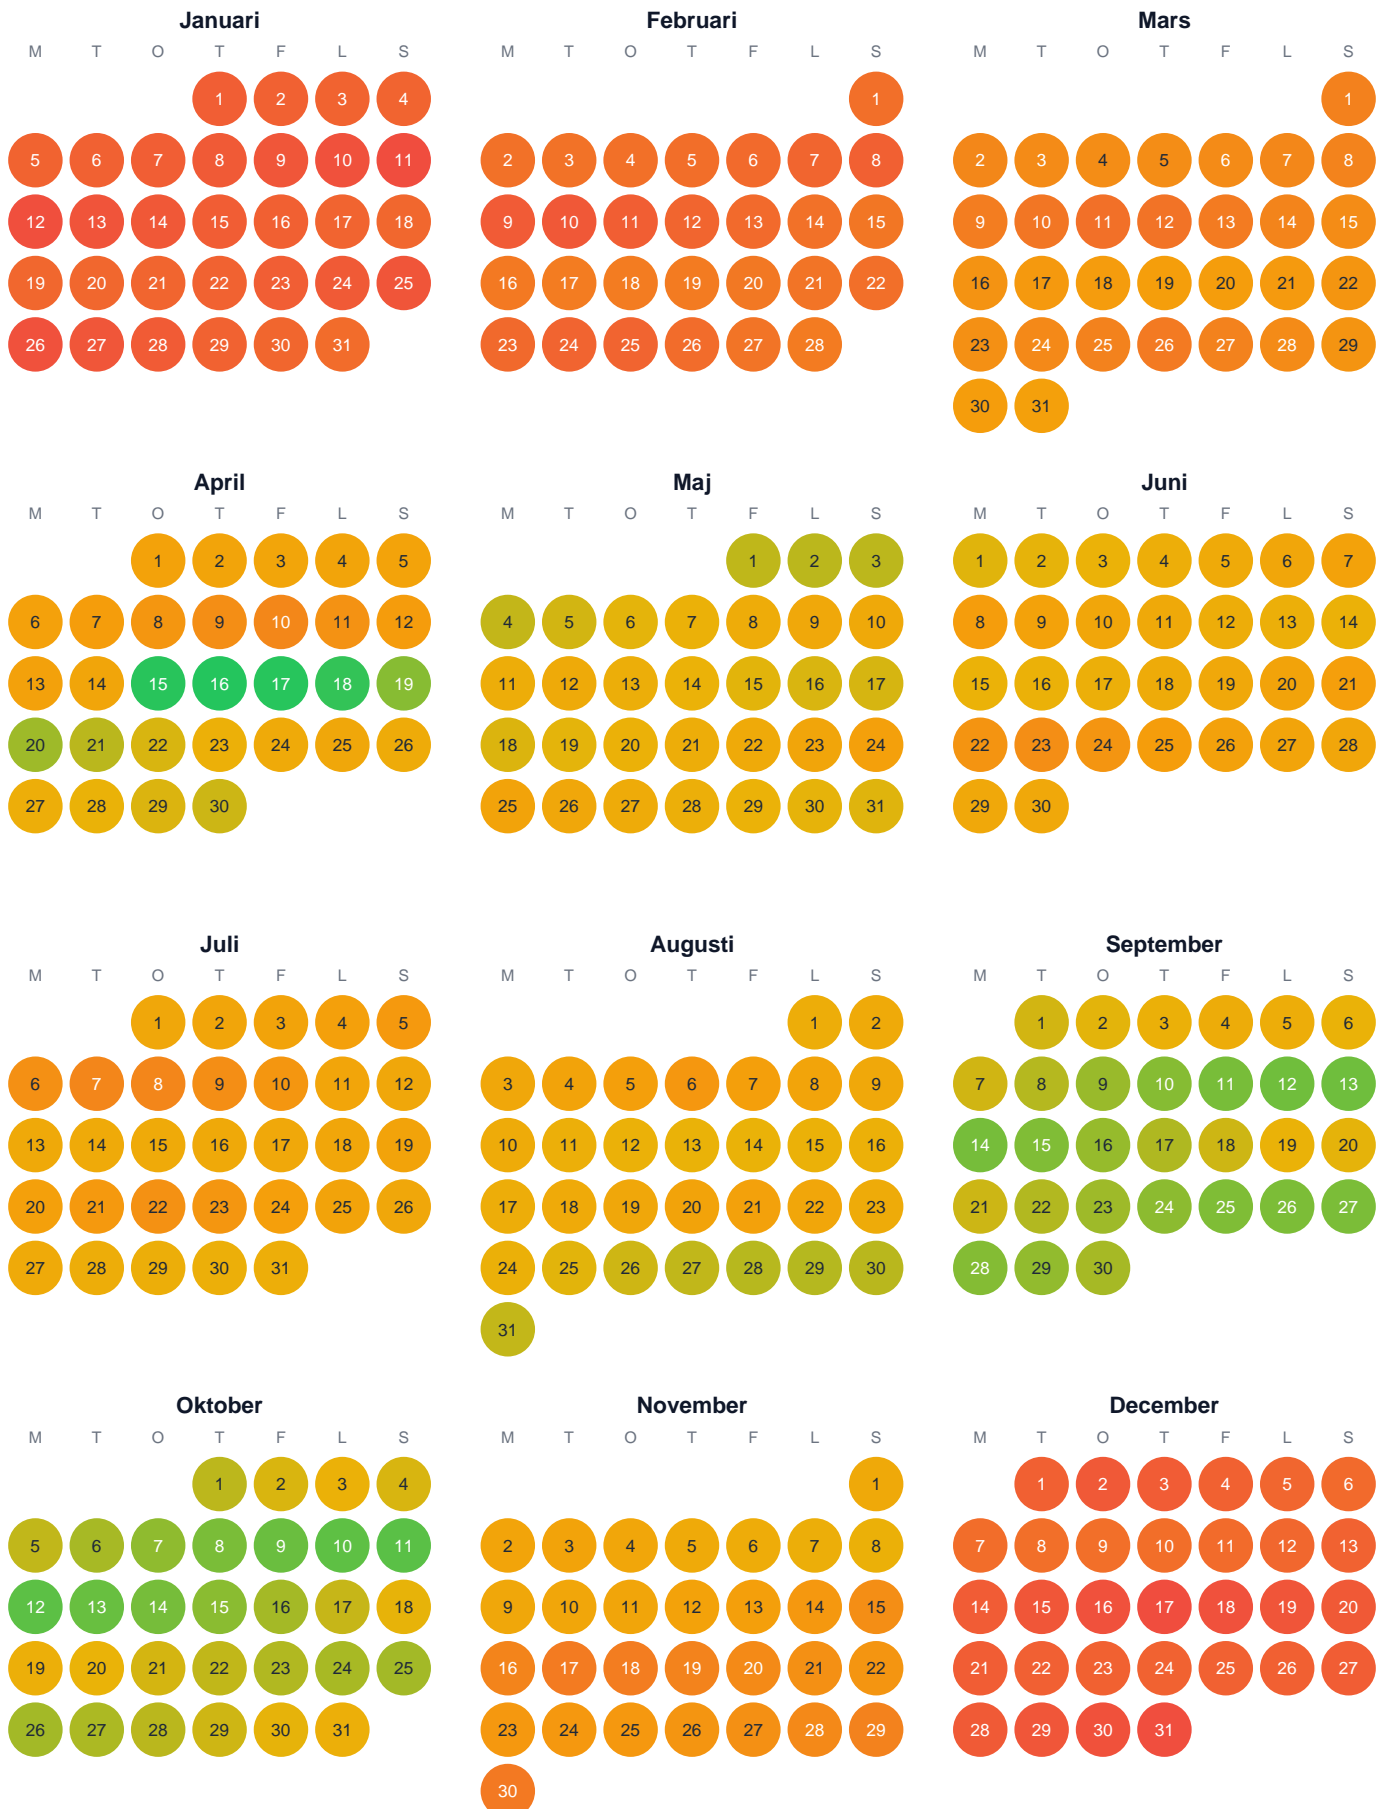 Januari Februari Mars
M T O T F L S M T O T F L S M T O T F L S
1 2 3 4 1 1
5 6 7 8 9 10 11 2 3 4 5 6 7 8 2 3 4 5 6 7 8
12 13 14 15 16 17 18 9 10 11 12 13 14 15 9 10 11 12 13 14 15
19 20 21 22 23 24 25 16 17 18 19 20 21 22 16 17 18 19 20 21 22
26 27 28 29 30 31 23 24 25 26 27 28 23 24 25 26 27 28 29
30 31
April Maj Juni
M T O T F L S M T O T F L S M T O T F L S
1 2 3 4 5 1 2 3 1 2 3 4 5 6 7
6 7 8 9 10 11 12 4 5 6 7 8 9 10 8 9 10 11 12 13 14
13 14 15 16 17 18 19 11 12 13 14 15 16 17 15 16 17 18 19 20 21
20 21 22 23 24 25 26 18 19 20 21 22 23 24 22 23 24 25 26 27 28
27 28 29 30 25 26 27 28 29 30 31 29 30
Juli Augusti September
M T O T F L S M T O T F L S M T O T F L S
1 2 3 4 5 1 2 1 2 3 4 5 6
6 7 8 9 10 11 12 3 4 5 6 7 8 9 7 8 9 10 11 12 13
13 14 15 16 17 18 19 10 11 12 13 14 15 16 14 15 16 17 18 19 20
20 21 22 23 24 25 26 17 18 19 20 21 22 23 21 22 23 24 25 26 27
27 28 29 30 31 24 25 26 27 28 29 30 28 29 30
31
Oktober November December
M T O T F L S M T O T F L S M T O T F L S
1 2 3 4 1 1 2 3 4 5 6
5 6 7 8 9 10 11 2 3 4 5 6 7 8 7 8 9 10 11 12 13
12 13 14 15 16 17 18 9 10 11 12 13 14 15 14 15 16 17 18 19 20
19 20 21 22 23 24 25 16 17 18 19 20 21 22 21 22 23 24 25 26 27
26 27 28 29 30 31 23 24 25 26 27 28 29 28 29 30 31
30